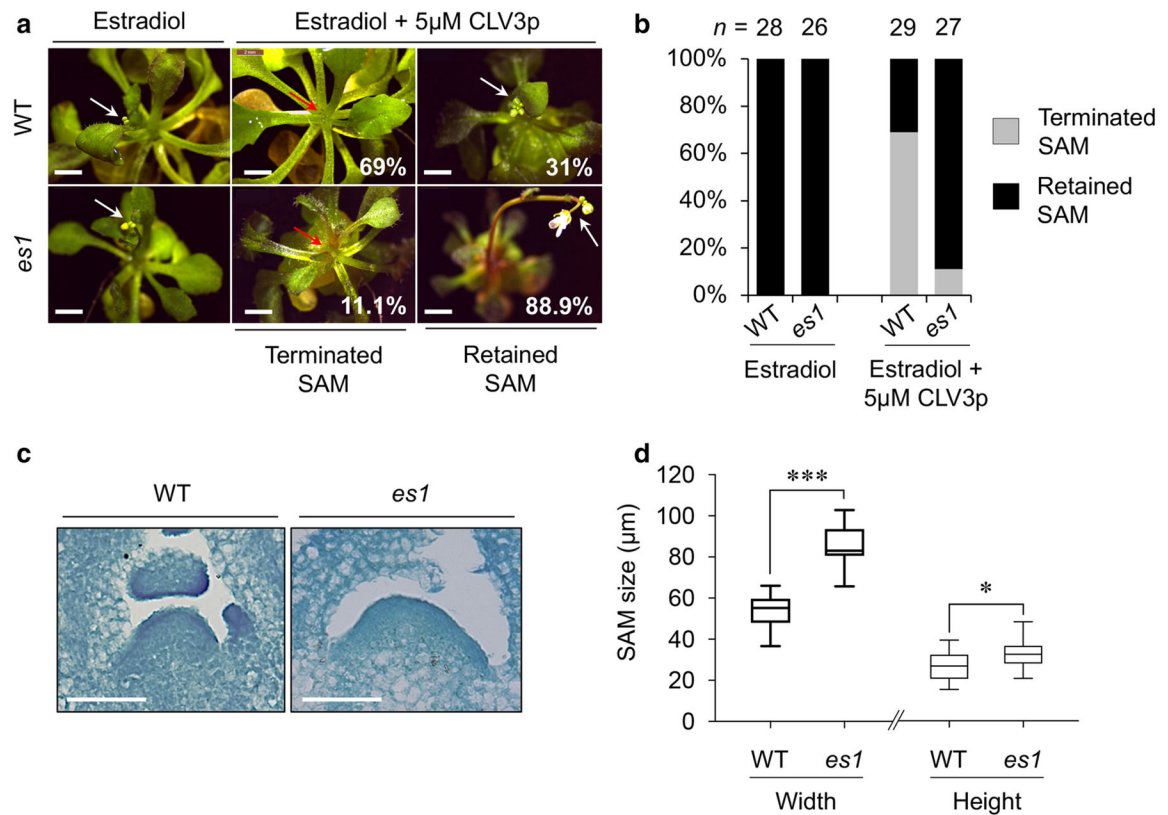 a
Estradiol
Estradiol + 5μM CLV3p
WT
2 mm
69%
31%
es1
11.1%
88.9%
Terminated
SAM
Retained
SAM
b
n = 28 26 29 27
100%
80%
60%
40%
20%
0%
WT es1 WT es1
Estradiol
Estradiol +
5μM CLV3p
Terminated
SAM
Retained
SAM
c
WT
es1
d
SAM size (μm)
120
100
80
60
40
20
0
***
*
WT es1 WT es1
Width Height